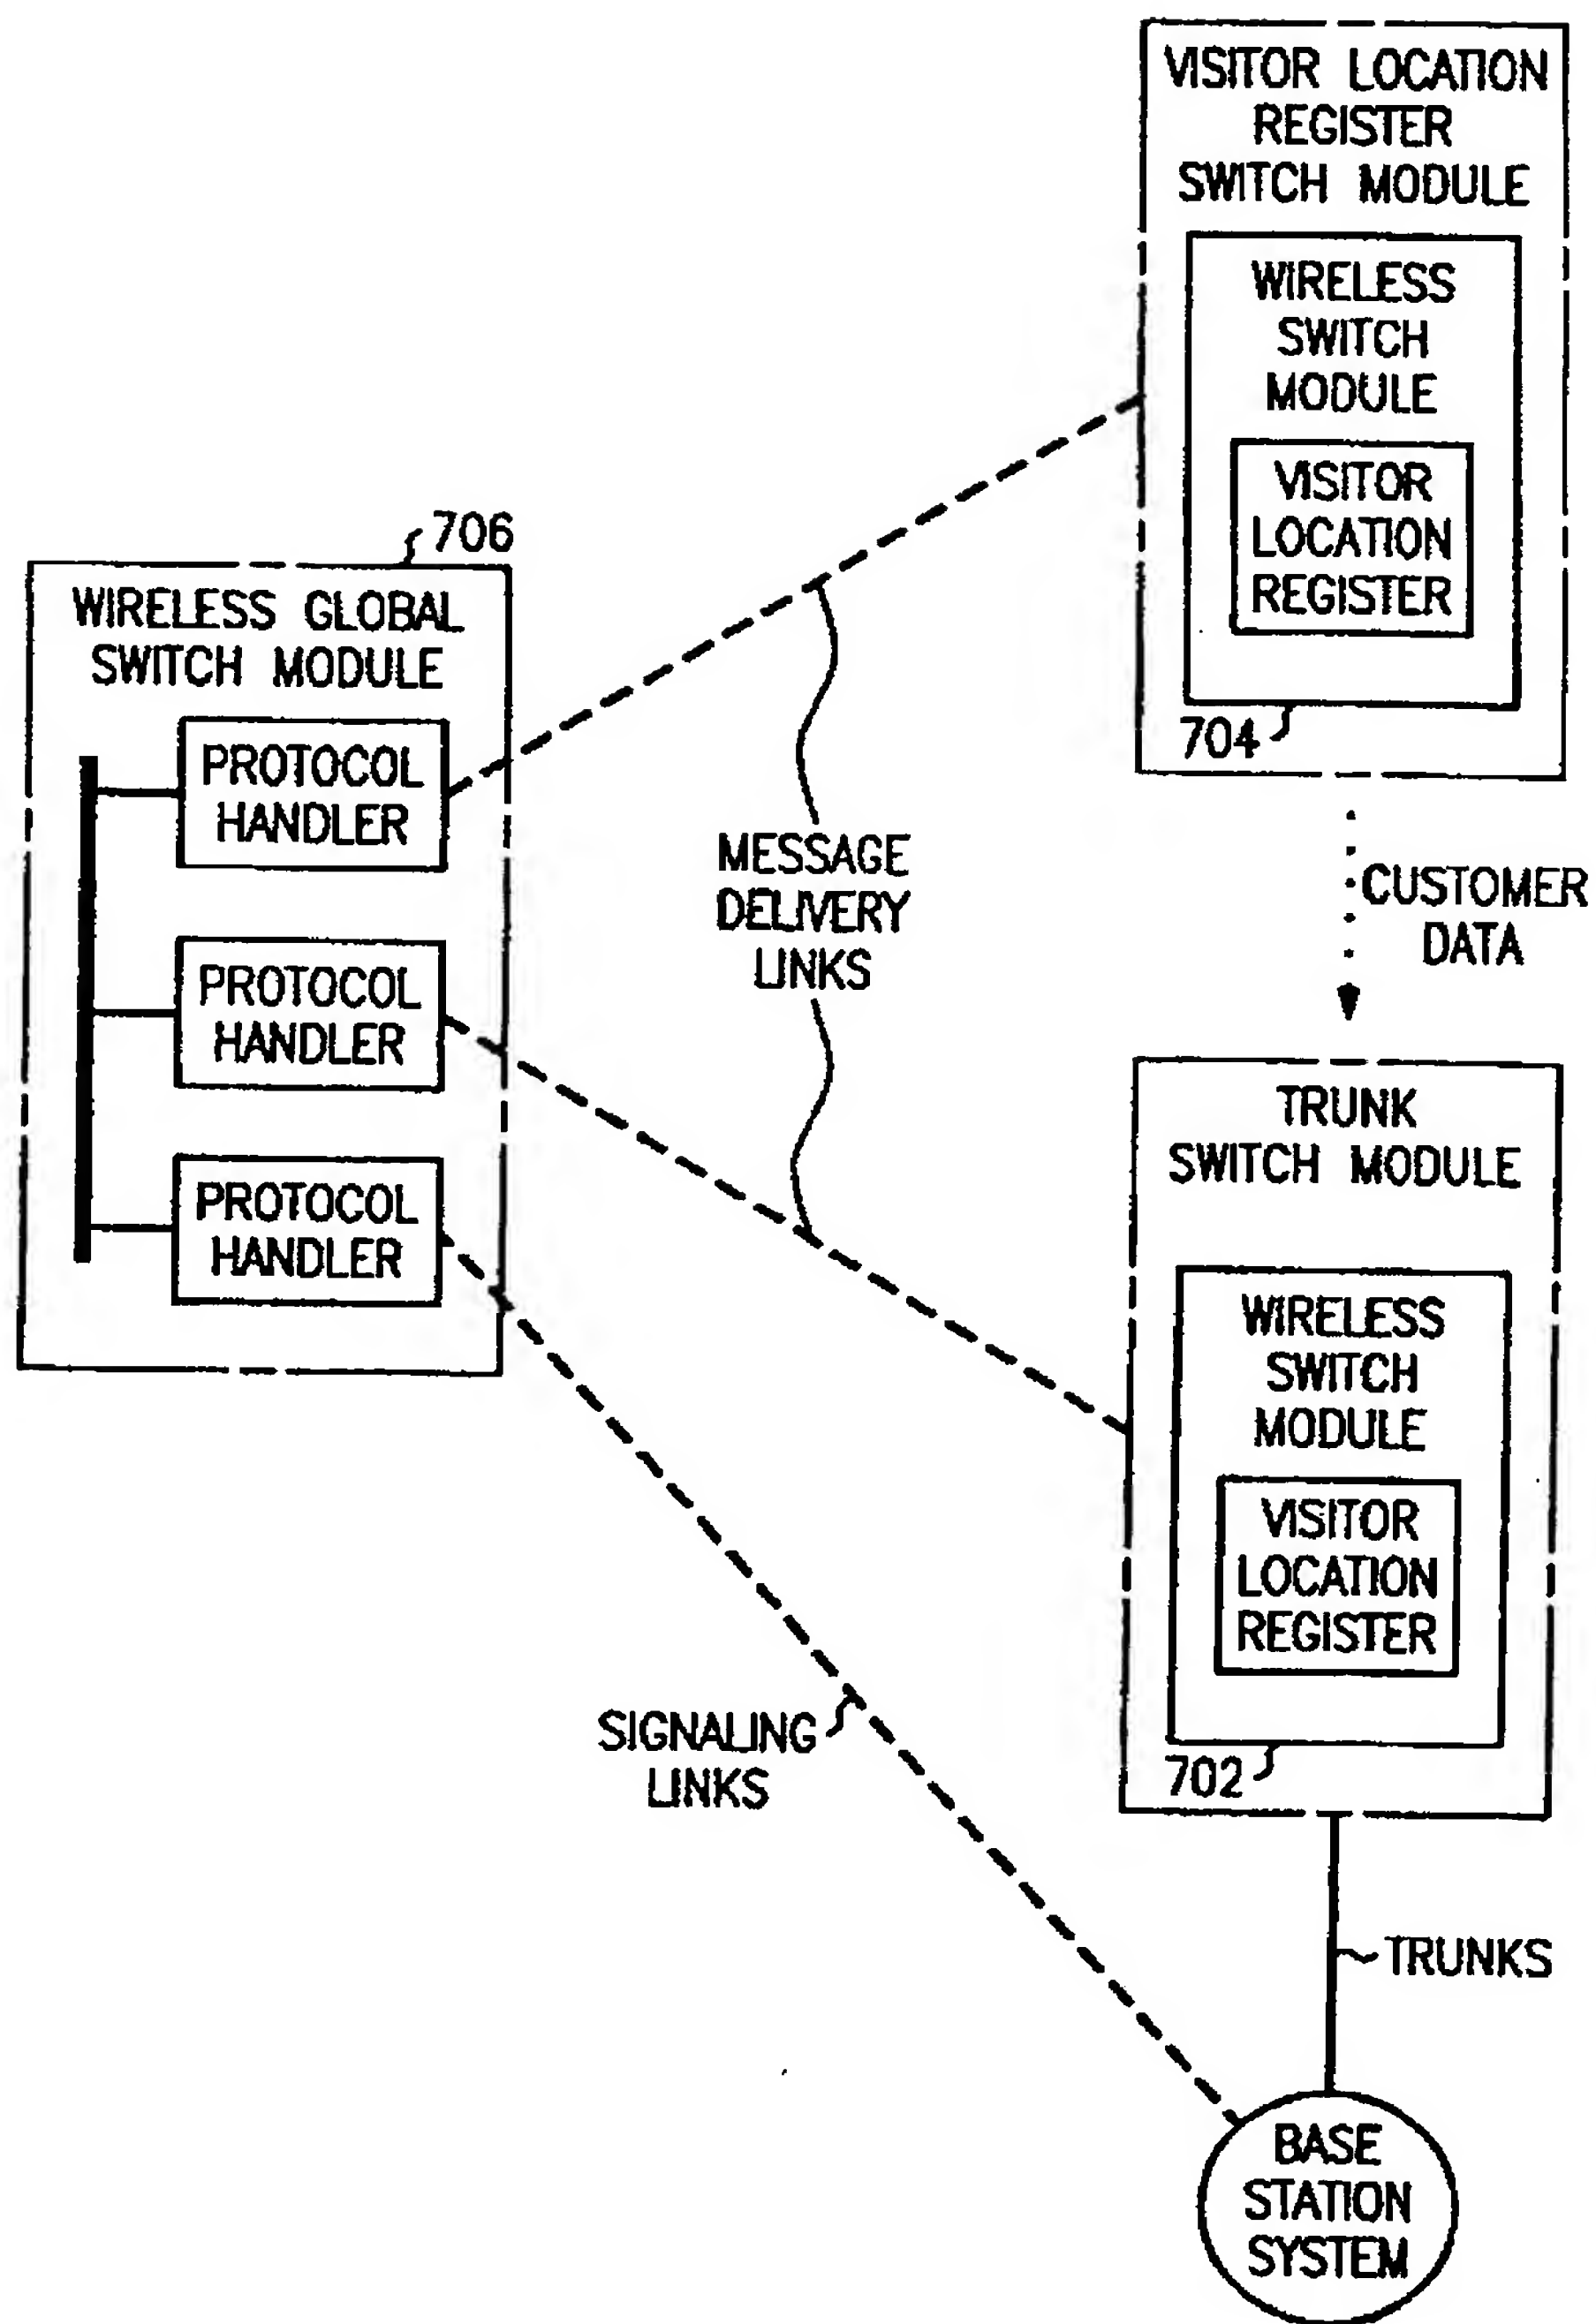 VISITOR LOCATION
REGISTER
SWITCH MODULE
WIRELESS
SWITCH
MODULE
VISITOR
LOCATION
REGISTER
704
706
WIRELESS GLOBAL
SWITCH MODULE
PROTOCOL
HANDLER
PROTOCOL
HANDLER
PROTOCOL
HANDLER
MESSAGE
DELIVERY
LINKS
CUSTOMER
DATA
TRUNK
SWITCH MODULE
WIRELESS
SWITCH
MODULE
VISITOR
LOCATION
REGISTER
702
SIGNALING
LINKS
TRUNKS
BASE
STATION
SYSTEM